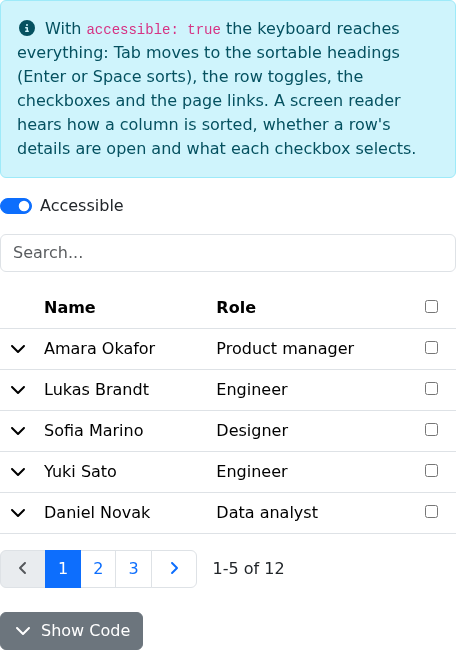 With accessible: true the keyboard reaches
everything: Tab moves to the sortable headings
(Enter or Space sorts), the row toggles, the
checkboxes and the page links. A screen reader
hears how a column is sorted, whether a row's
details are open and what each checkbox selects.
Accessible
Search...
Name Role
Amara Okafor Product manager
Lukas Brandt Engineer
Sofia Marino Designer
Yuki Sato Engineer
Daniel Novak Data analyst
1 2 3 1-5 of 12
Show Code